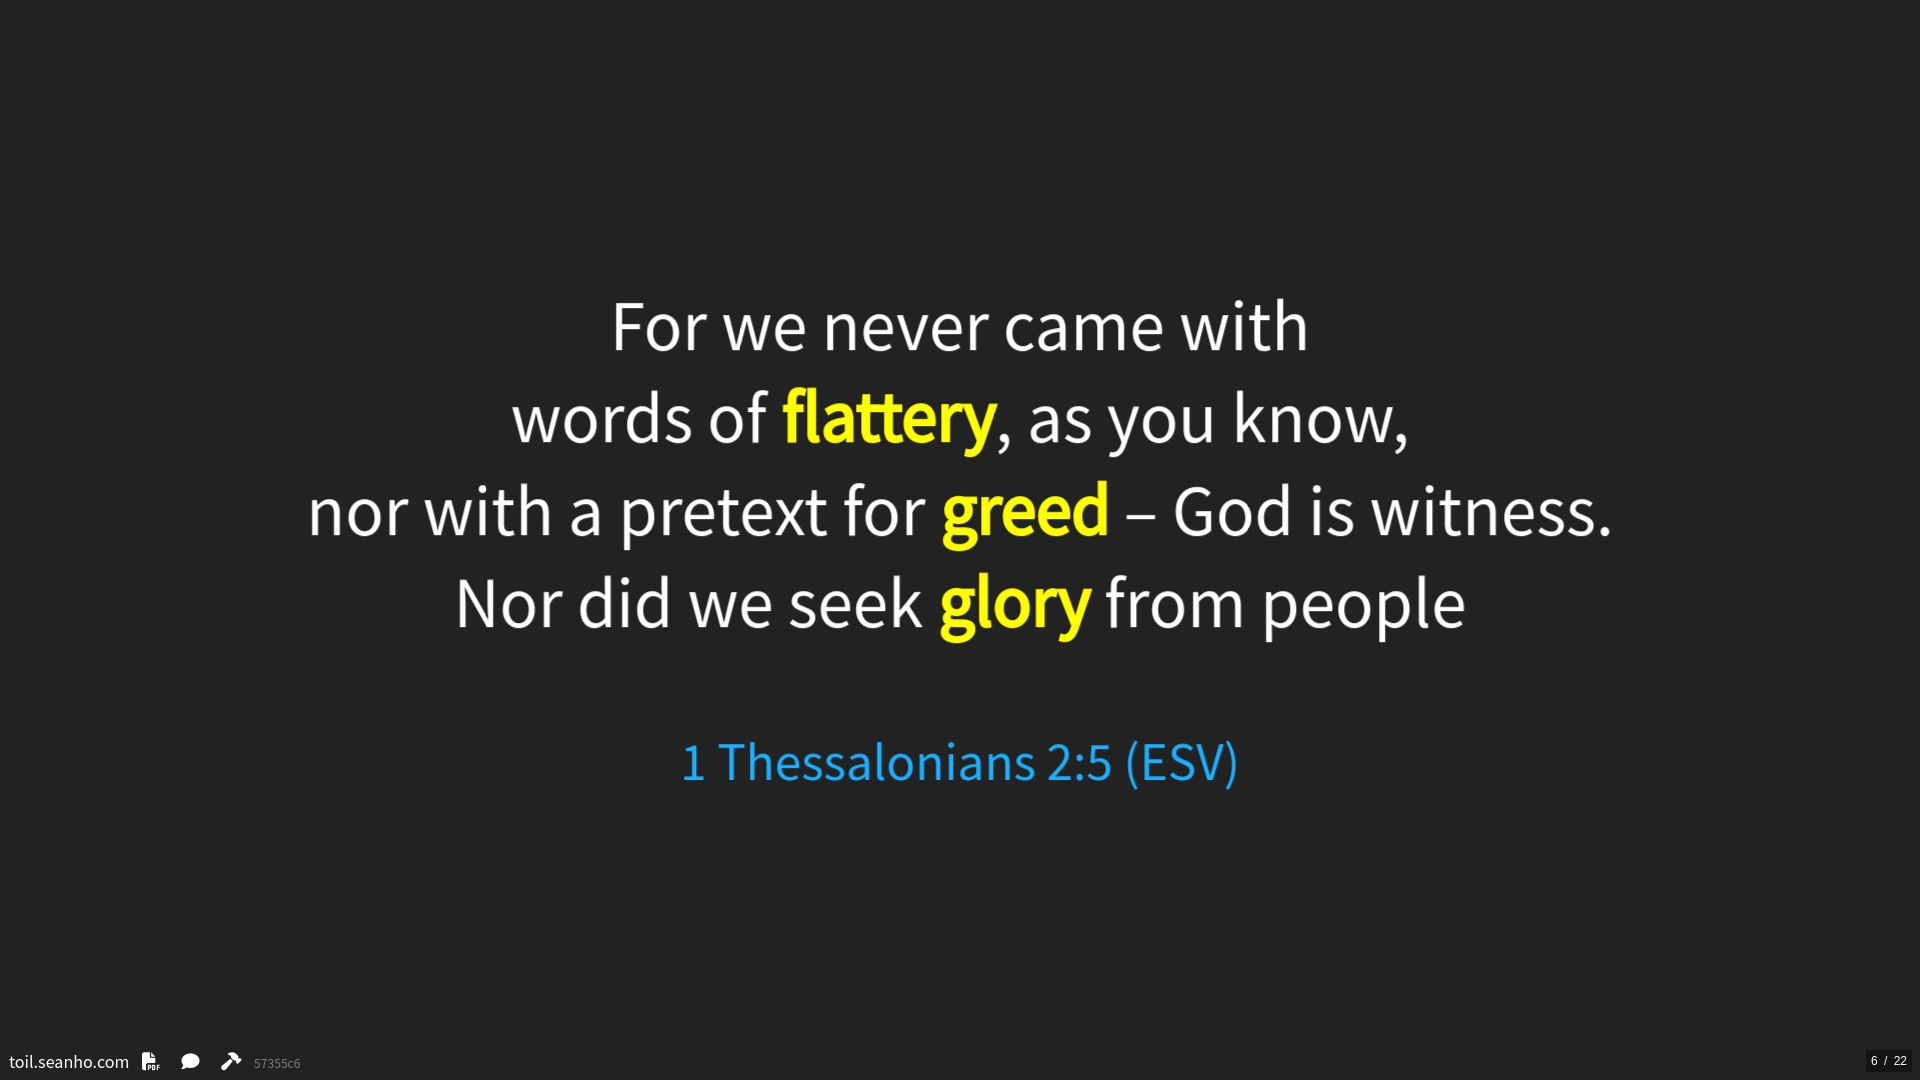 For we never came with
words of flattery, as you know,
nor with a pretext for greed – God is witness.
Nor did we seek glory from people
1 Thessalonians 2:5 (ESV)
toil.seanho.com PDF 57355c6
6 / 22